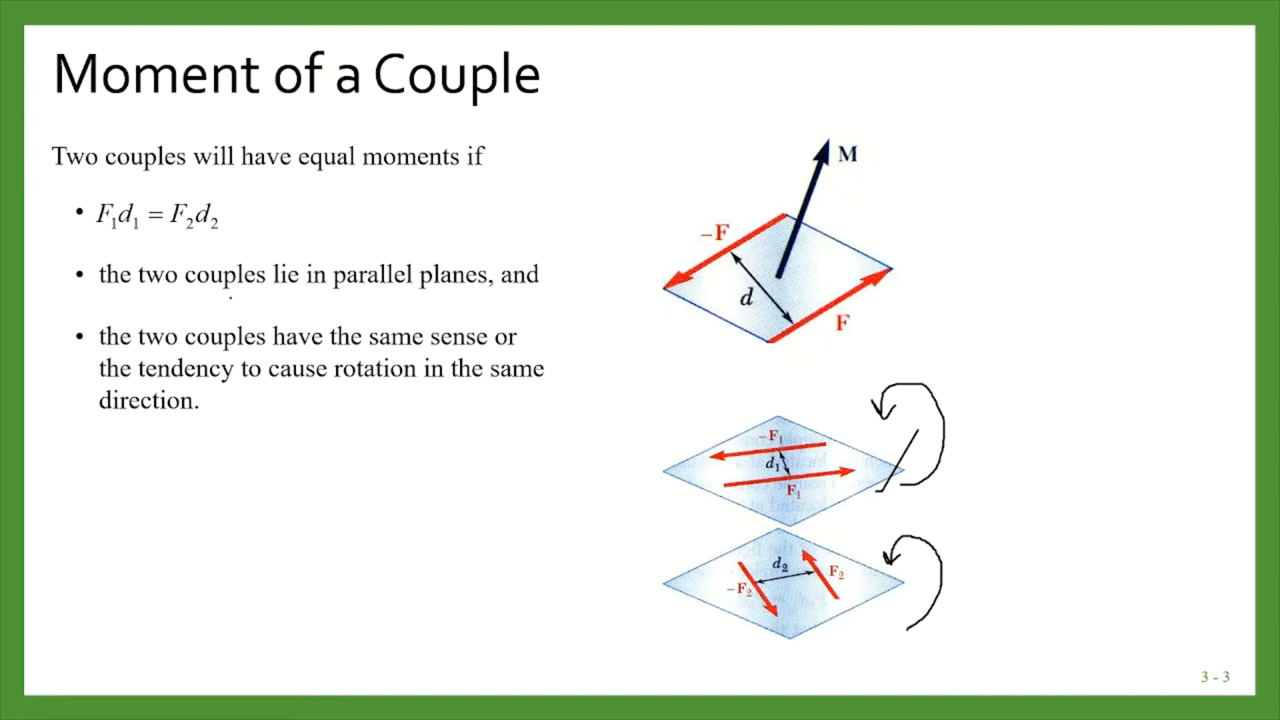 Moment of a Couple
Two couples will have equal moments if
• F₁d₁ = F₂d₂
• the two couples lie in parallel planes, and
• the two couples have the same sense or
the tendency to cause rotation in the same
direction.
M
–F
d
F
–F₁
d₁
F₁
d₂
F₂
–F₂
3 - 3